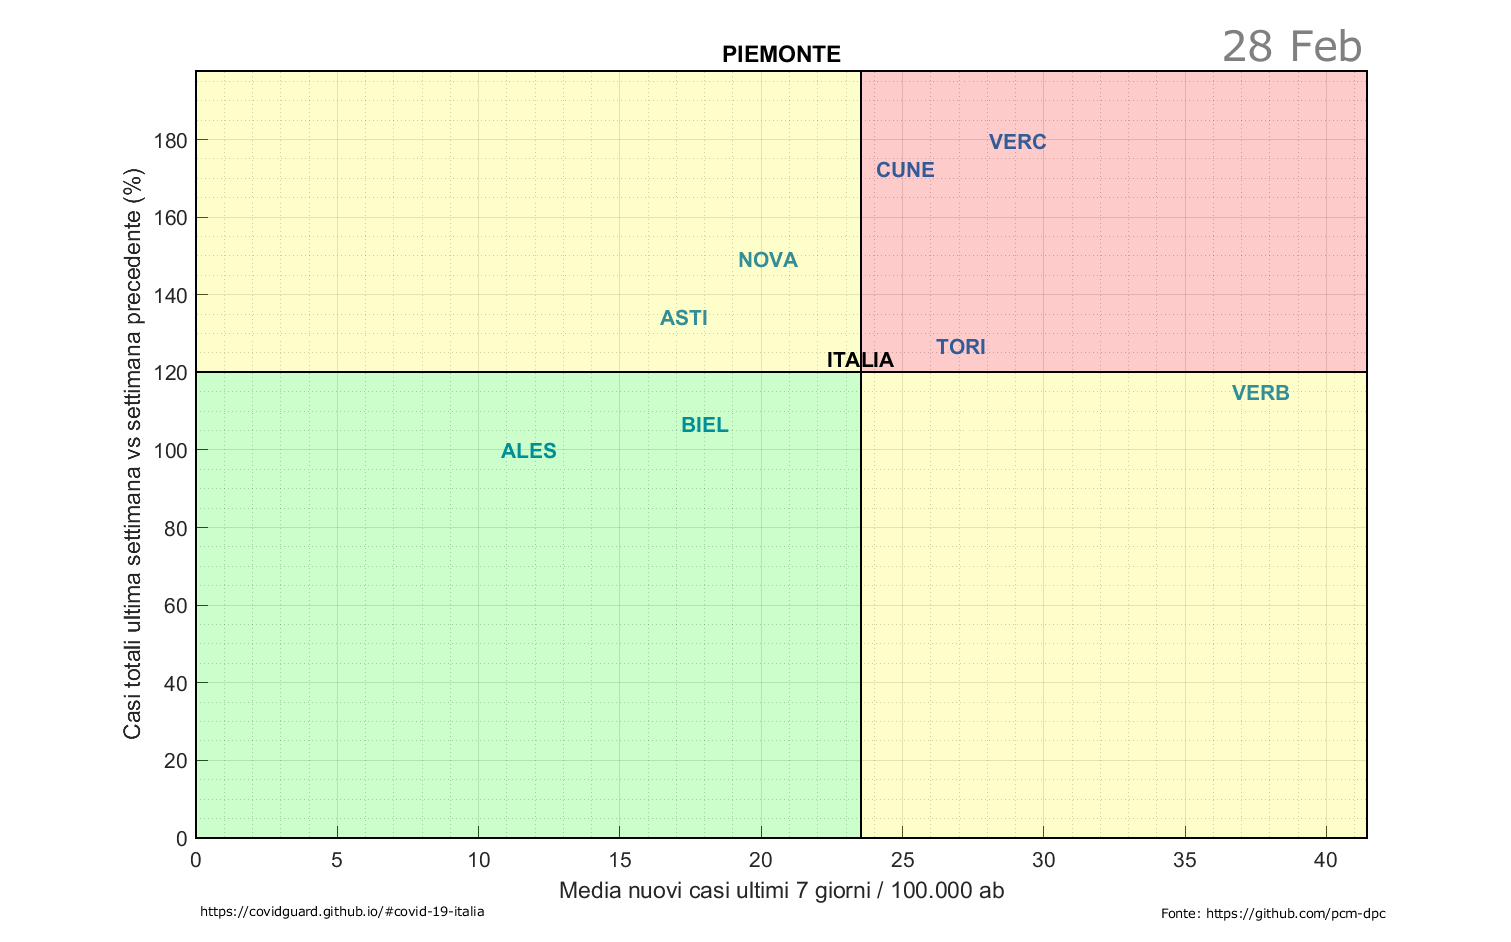 PIEMONTE
28 Feb
Casi totali ultima settimana vs settimana precedente (%)
180
160
140
120
100
80
60
40
20
0
VERC
CUNE
NOVA
ASTI
TORI
ITALIA
VERB
BIEL
ALES
0 5 10 15 20 25 30 35 40
Media nuovi casi ultimi 7 giorni / 100.000 ab
https://covidguard.github.io/#covid-19-italia
Fonte: https://github.com/pcm-dpc